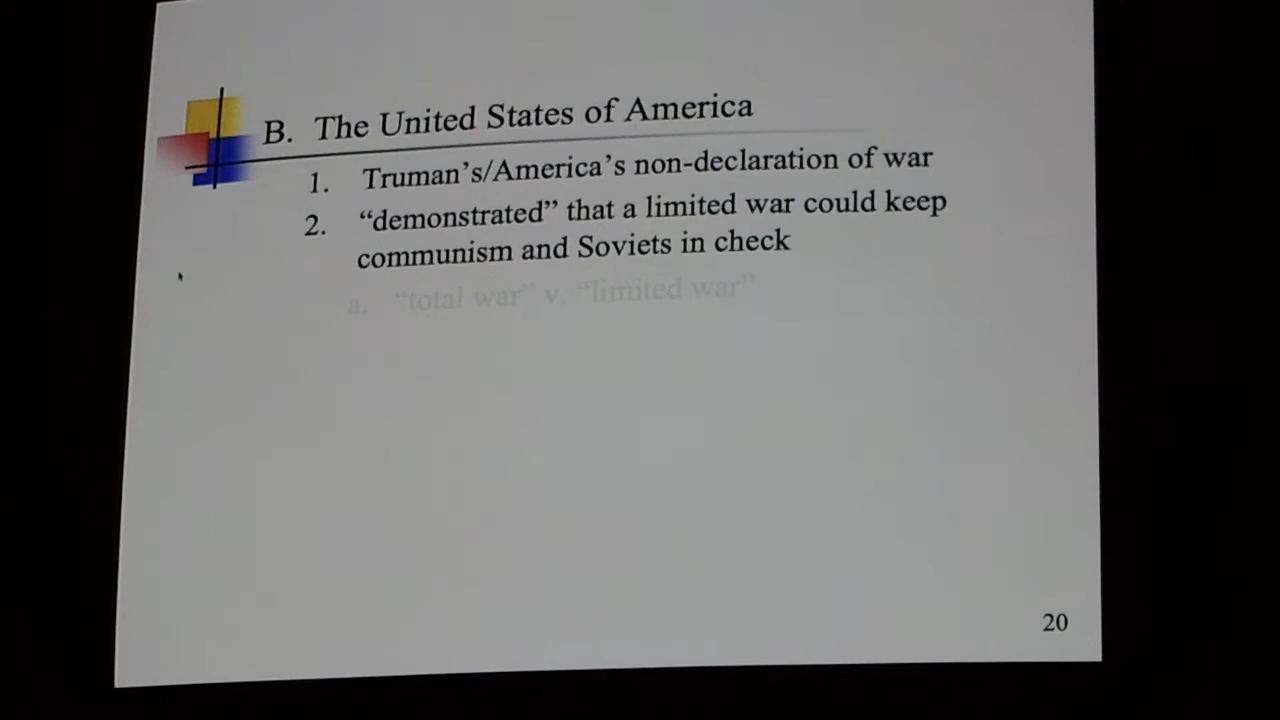 B. The United States of America
1. Truman's/America's non-declaration of war
2. “demonstrated” that a limited war could keep
communism and Soviets in check
a. “total war” v. “limited war”
20